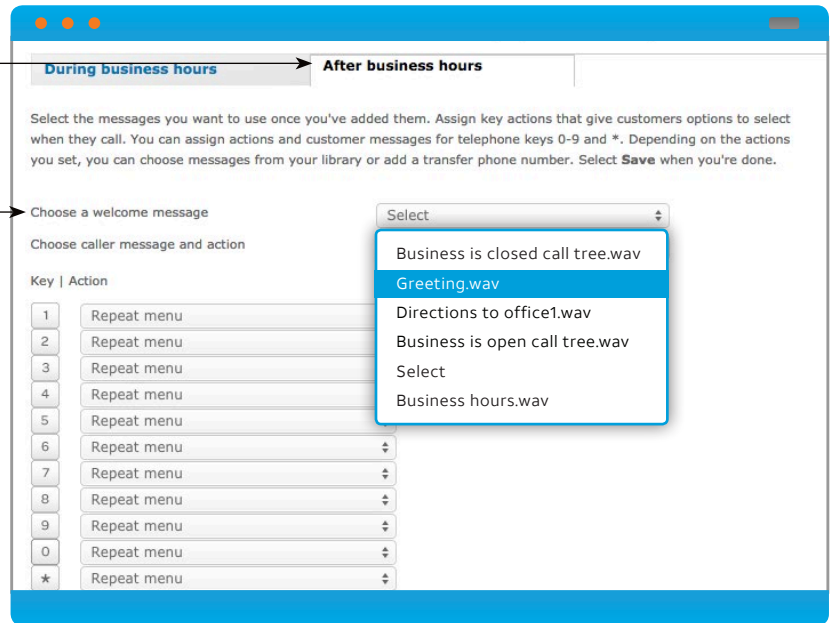 During business hours
After business hours
Select the messages you want to use once you've added them. Assign key actions that give customers options to select
when they call. You can assign actions and customer messages for telephone keys 0-9 and *. Depending on the actions
you set, you can choose messages from your library or add a transfer phone number. Select Save when you're done.
Choose a welcome message
Select
Choose caller message and action
Business is closed call tree.wav
Greeting.wav
Directions to office1.wav
Business is open call tree.wav
Select
Business hours.wav
Key | Action
1 Repeat menu
2 Repeat menu
3 Repeat menu
4 Repeat menu
5 Repeat menu
6 Repeat menu
7 Repeat menu
8 Repeat menu
9 Repeat menu
0 Repeat menu
* Repeat menu